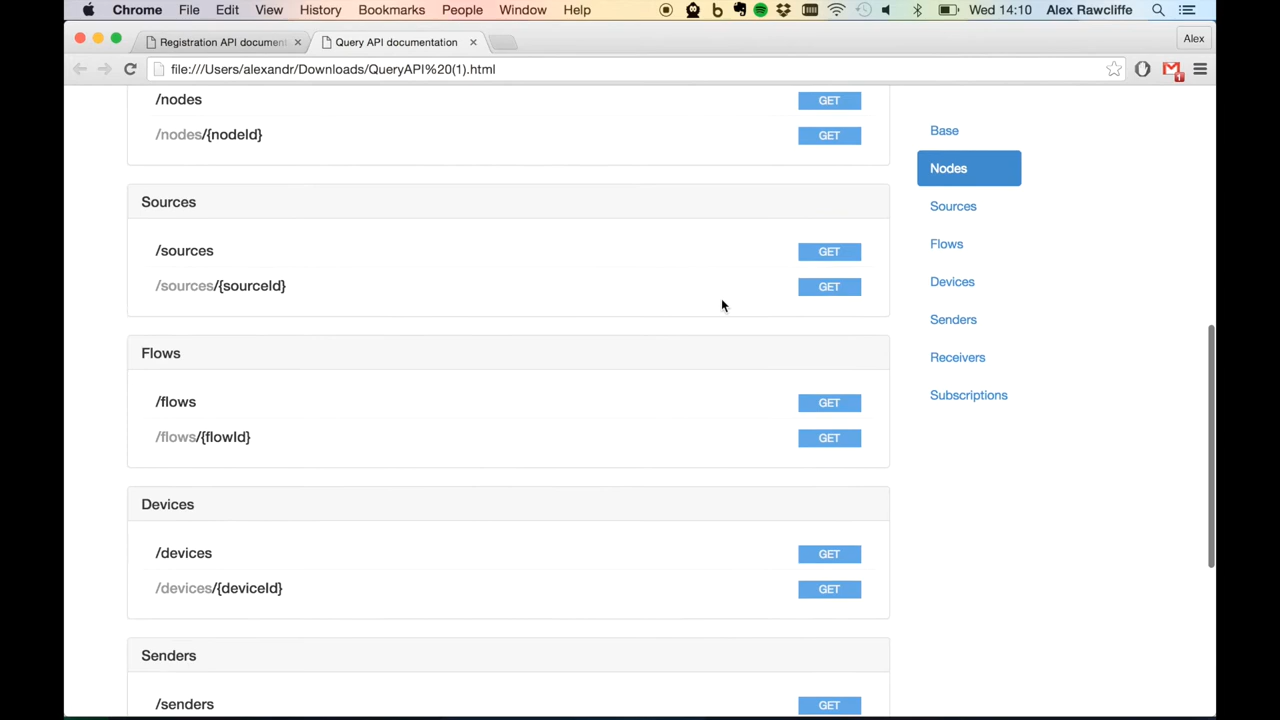 Chrome File Edit View History Bookmarks People Window Help Wed 14:10 Alex Rawcliffe
Registration API document Query API documentation Alex
file:///Users/alexandr/Downloads/QueryAPI%20(1).html
/nodes GET
/nodes/{nodeId} GET
Sources
/sources GET
/sources/{sourceId} GET
Flows
/flows GET
/flows/{flowId} GET
Devices
/devices GET
/devices/{deviceId} GET
Senders
/senders GET
Base
Nodes
Sources
Flows
Devices
Senders
Receivers
Subscriptions